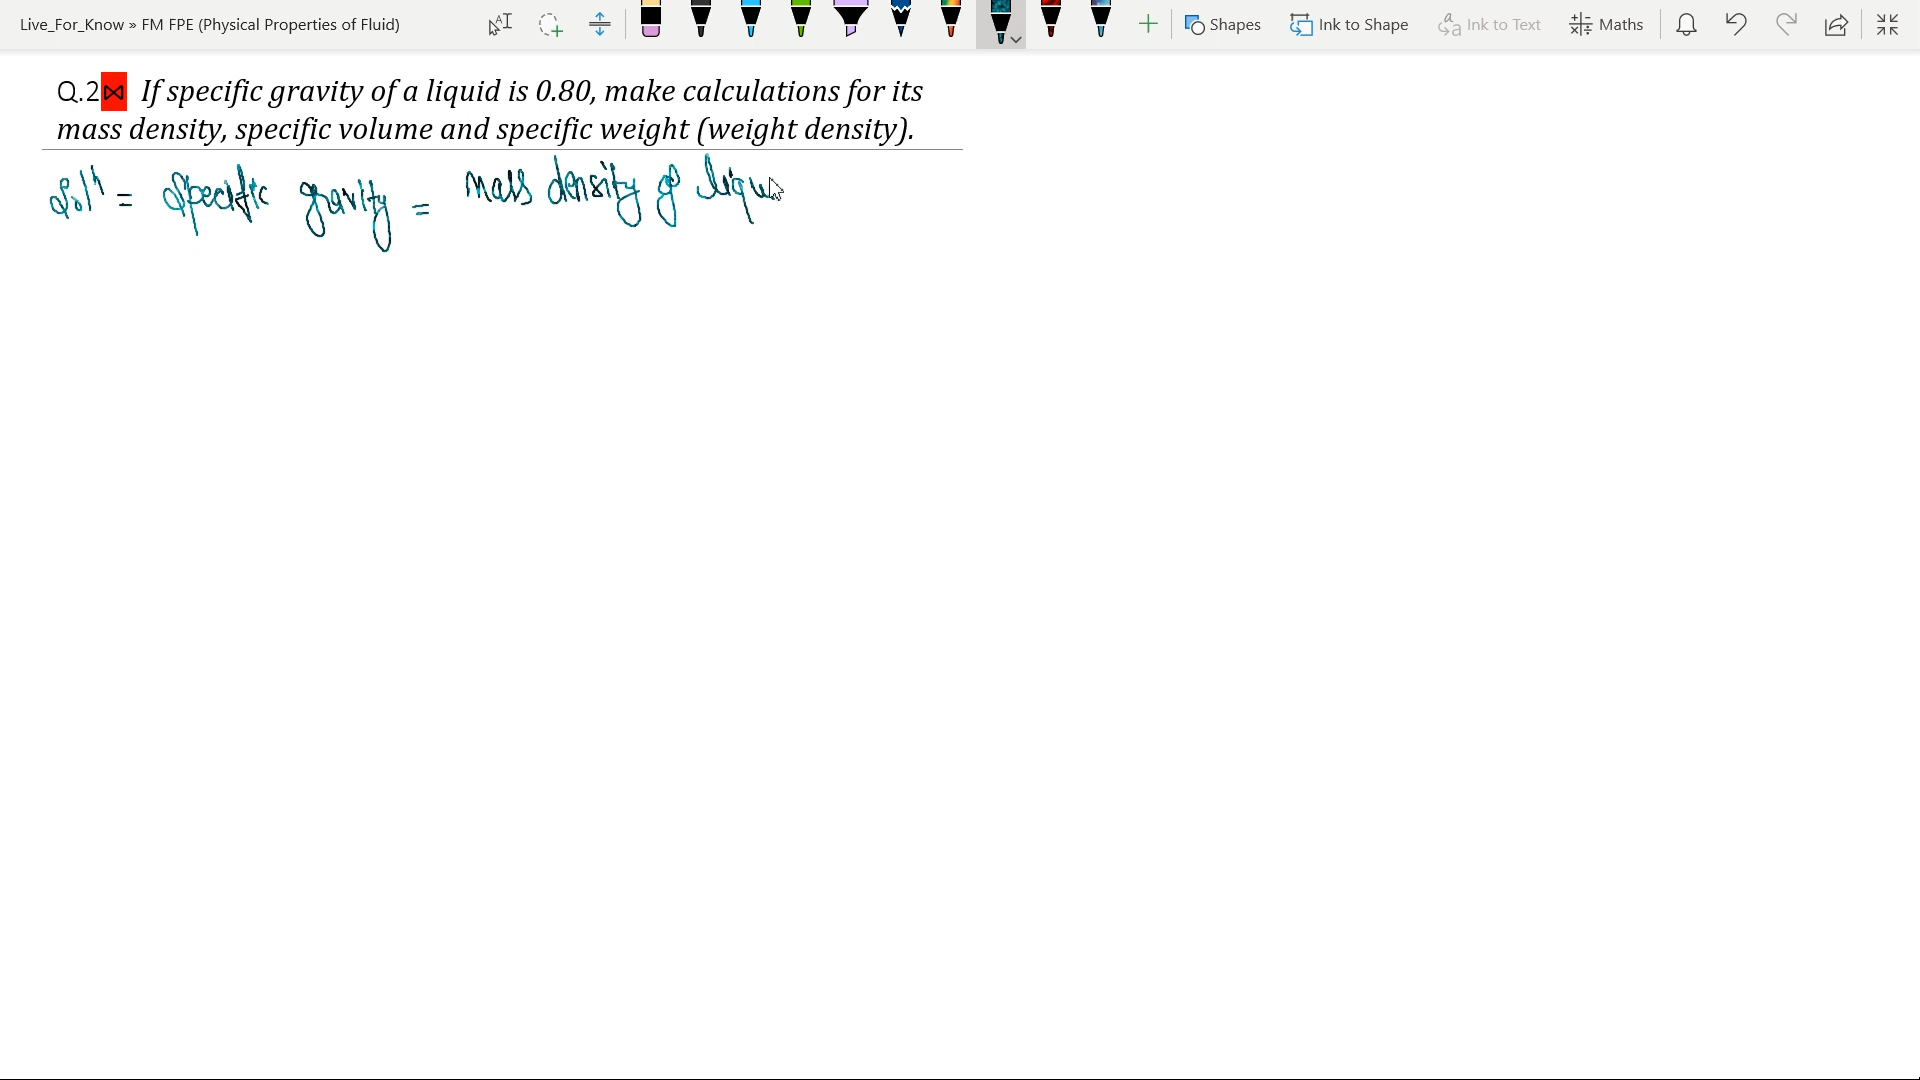 Live_For_Know » FM FPE (Physical Properties of Fluid) Shapes Ink to Shape Ink to Text Maths
Q.2⋈ If specific gravity of a liquid is 0.80, make calculations for its
mass density, specific volume and specific weight (weight density).
Solⁿ = Specific gravity = mass density of liqu